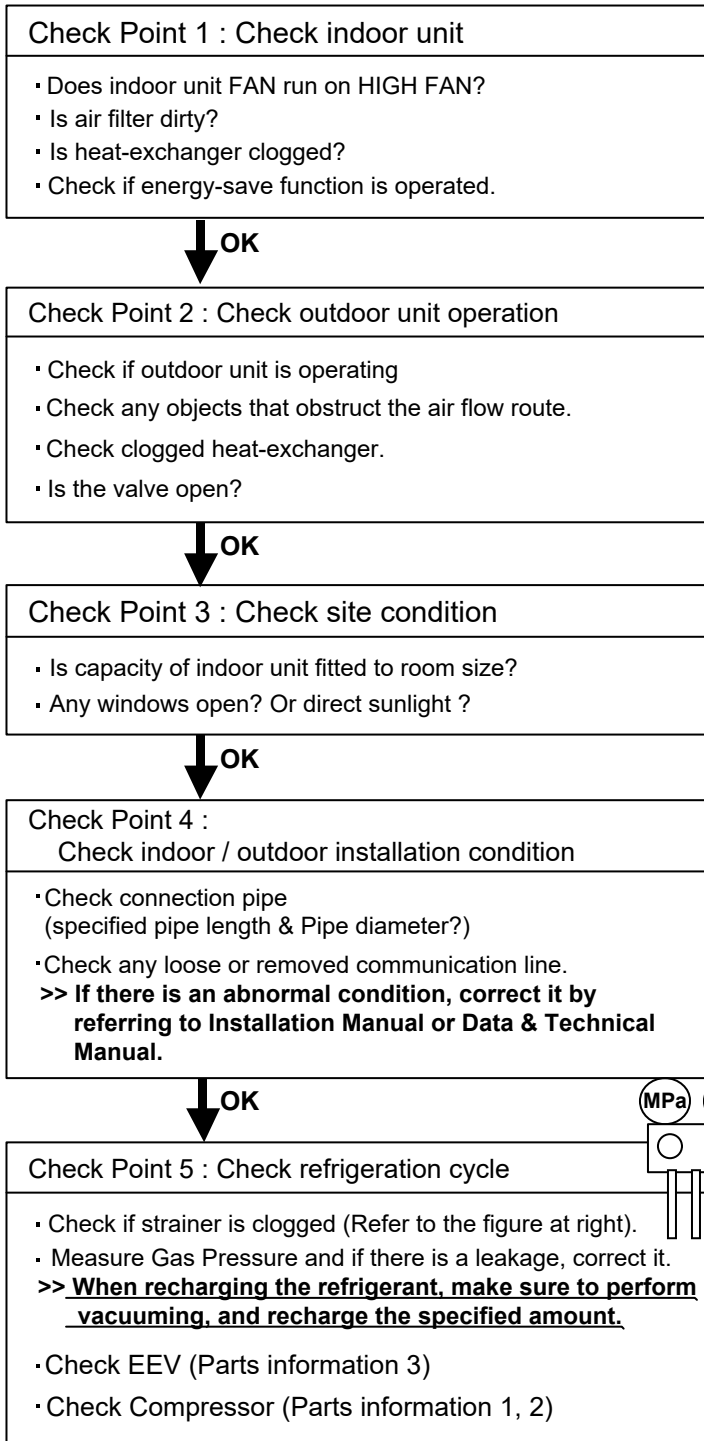 Check Point 1 : Check indoor unit
· Does indoor unit FAN run on HIGH FAN?
· Is air filter dirty?
· Is heat-exchanger clogged?
· Check if energy-save function is operated.
OK
Check Point 2 : Check outdoor unit operation
· Check if outdoor unit is operating
· Check any objects that obstruct the air flow route.
· Check clogged heat-exchanger.
· Is the valve open?
OK
Check Point 3 : Check site condition
· Is capacity of indoor unit fitted to room size?
· Any windows open? Or direct sunlight ?
OK
Check Point 4 :
Check indoor / outdoor installation condition
· Check connection pipe
(specified pipe length & Pipe diameter?)
· Check any loose or removed communication line.
>> If there is an abnormal condition, correct it by
referring to Installation Manual or Data & Technical
Manual.
OK
MPa
Check Point 5 : Check refrigeration cycle
· Check if strainer is clogged (Refer to the figure at right).
· Measure Gas Pressure and if there is a leakage, correct it.
>> When recharging the refrigerant, make sure to perform
vacuuming, and recharge the specified amount.
· Check EEV (Parts information 3)
· Check Compressor (Parts information 1, 2)